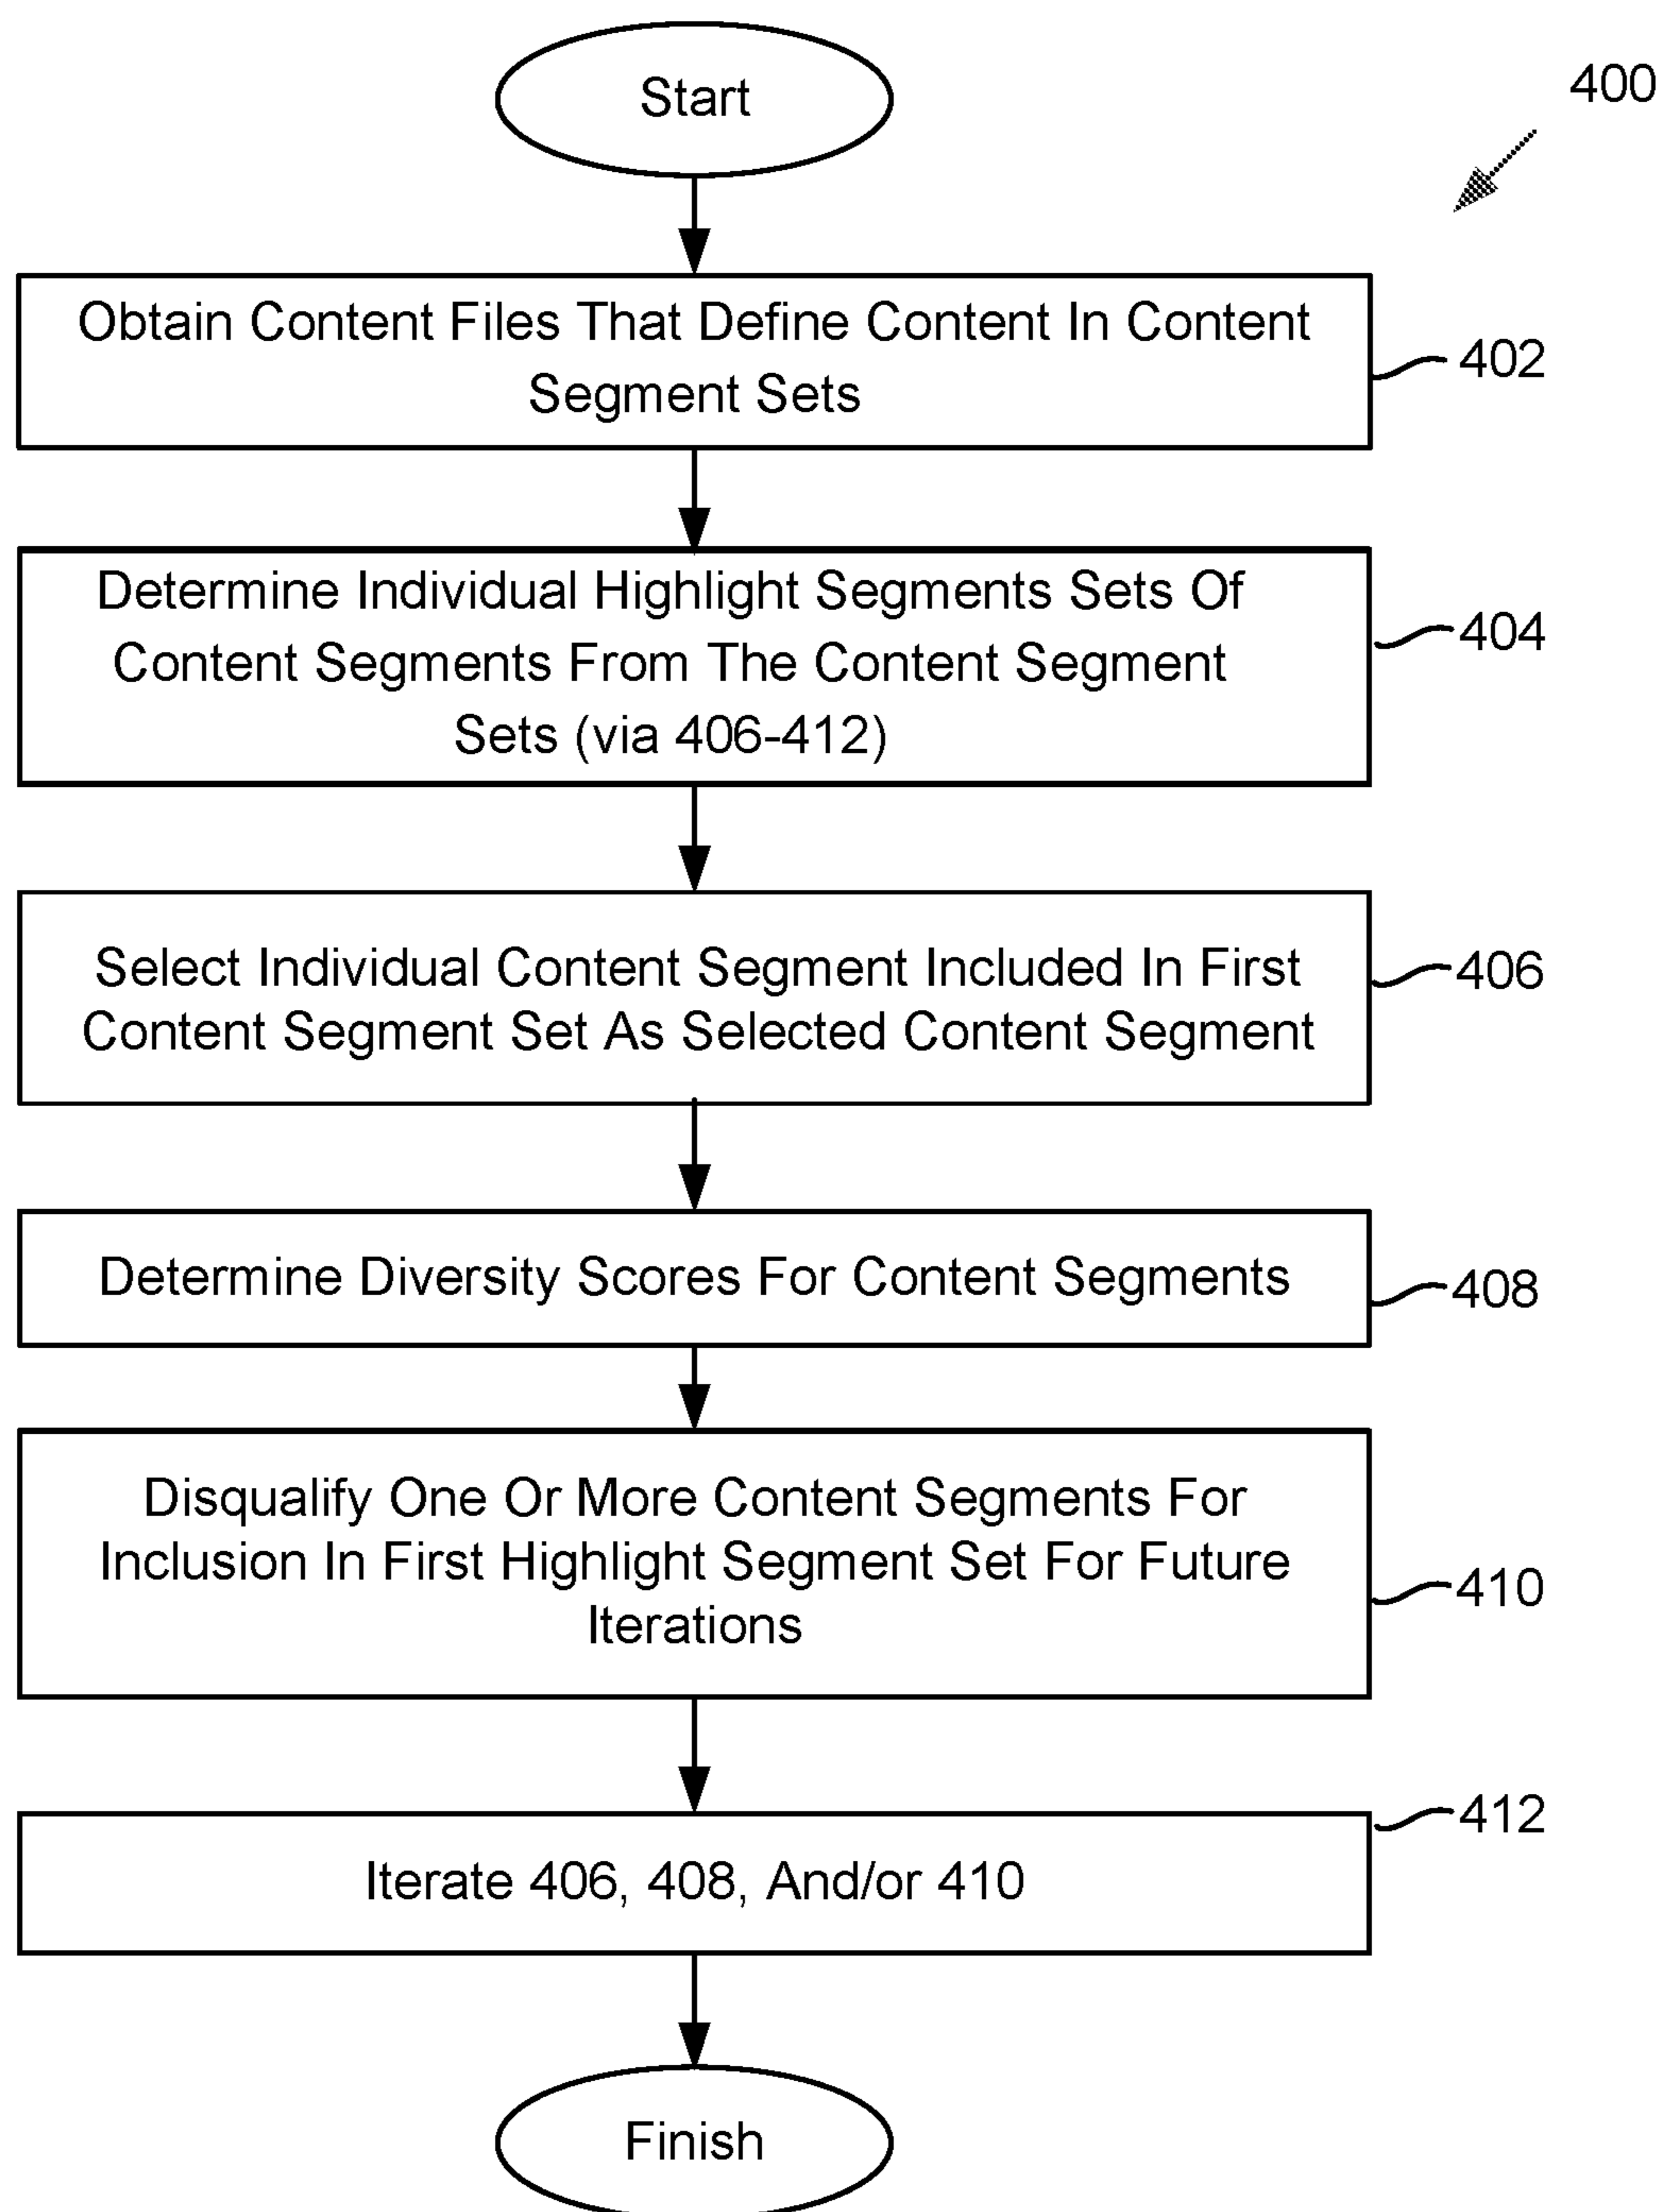 Start
400
Obtain Content Files That Define Content In Content
Segment Sets
402
Determine Individual Highlight Segments Sets Of
Content Segments From The Content Segment
Sets (via 406-412)
404
Select Individual Content Segment Included In First
Content Segment Set As Selected Content Segment
406
Determine Diversity Scores For Content Segments
408
Disqualify One Or More Content Segments For
Inclusion In First Highlight Segment Set For Future
Iterations
410
Iterate 406, 408, And/or 410
412
Finish